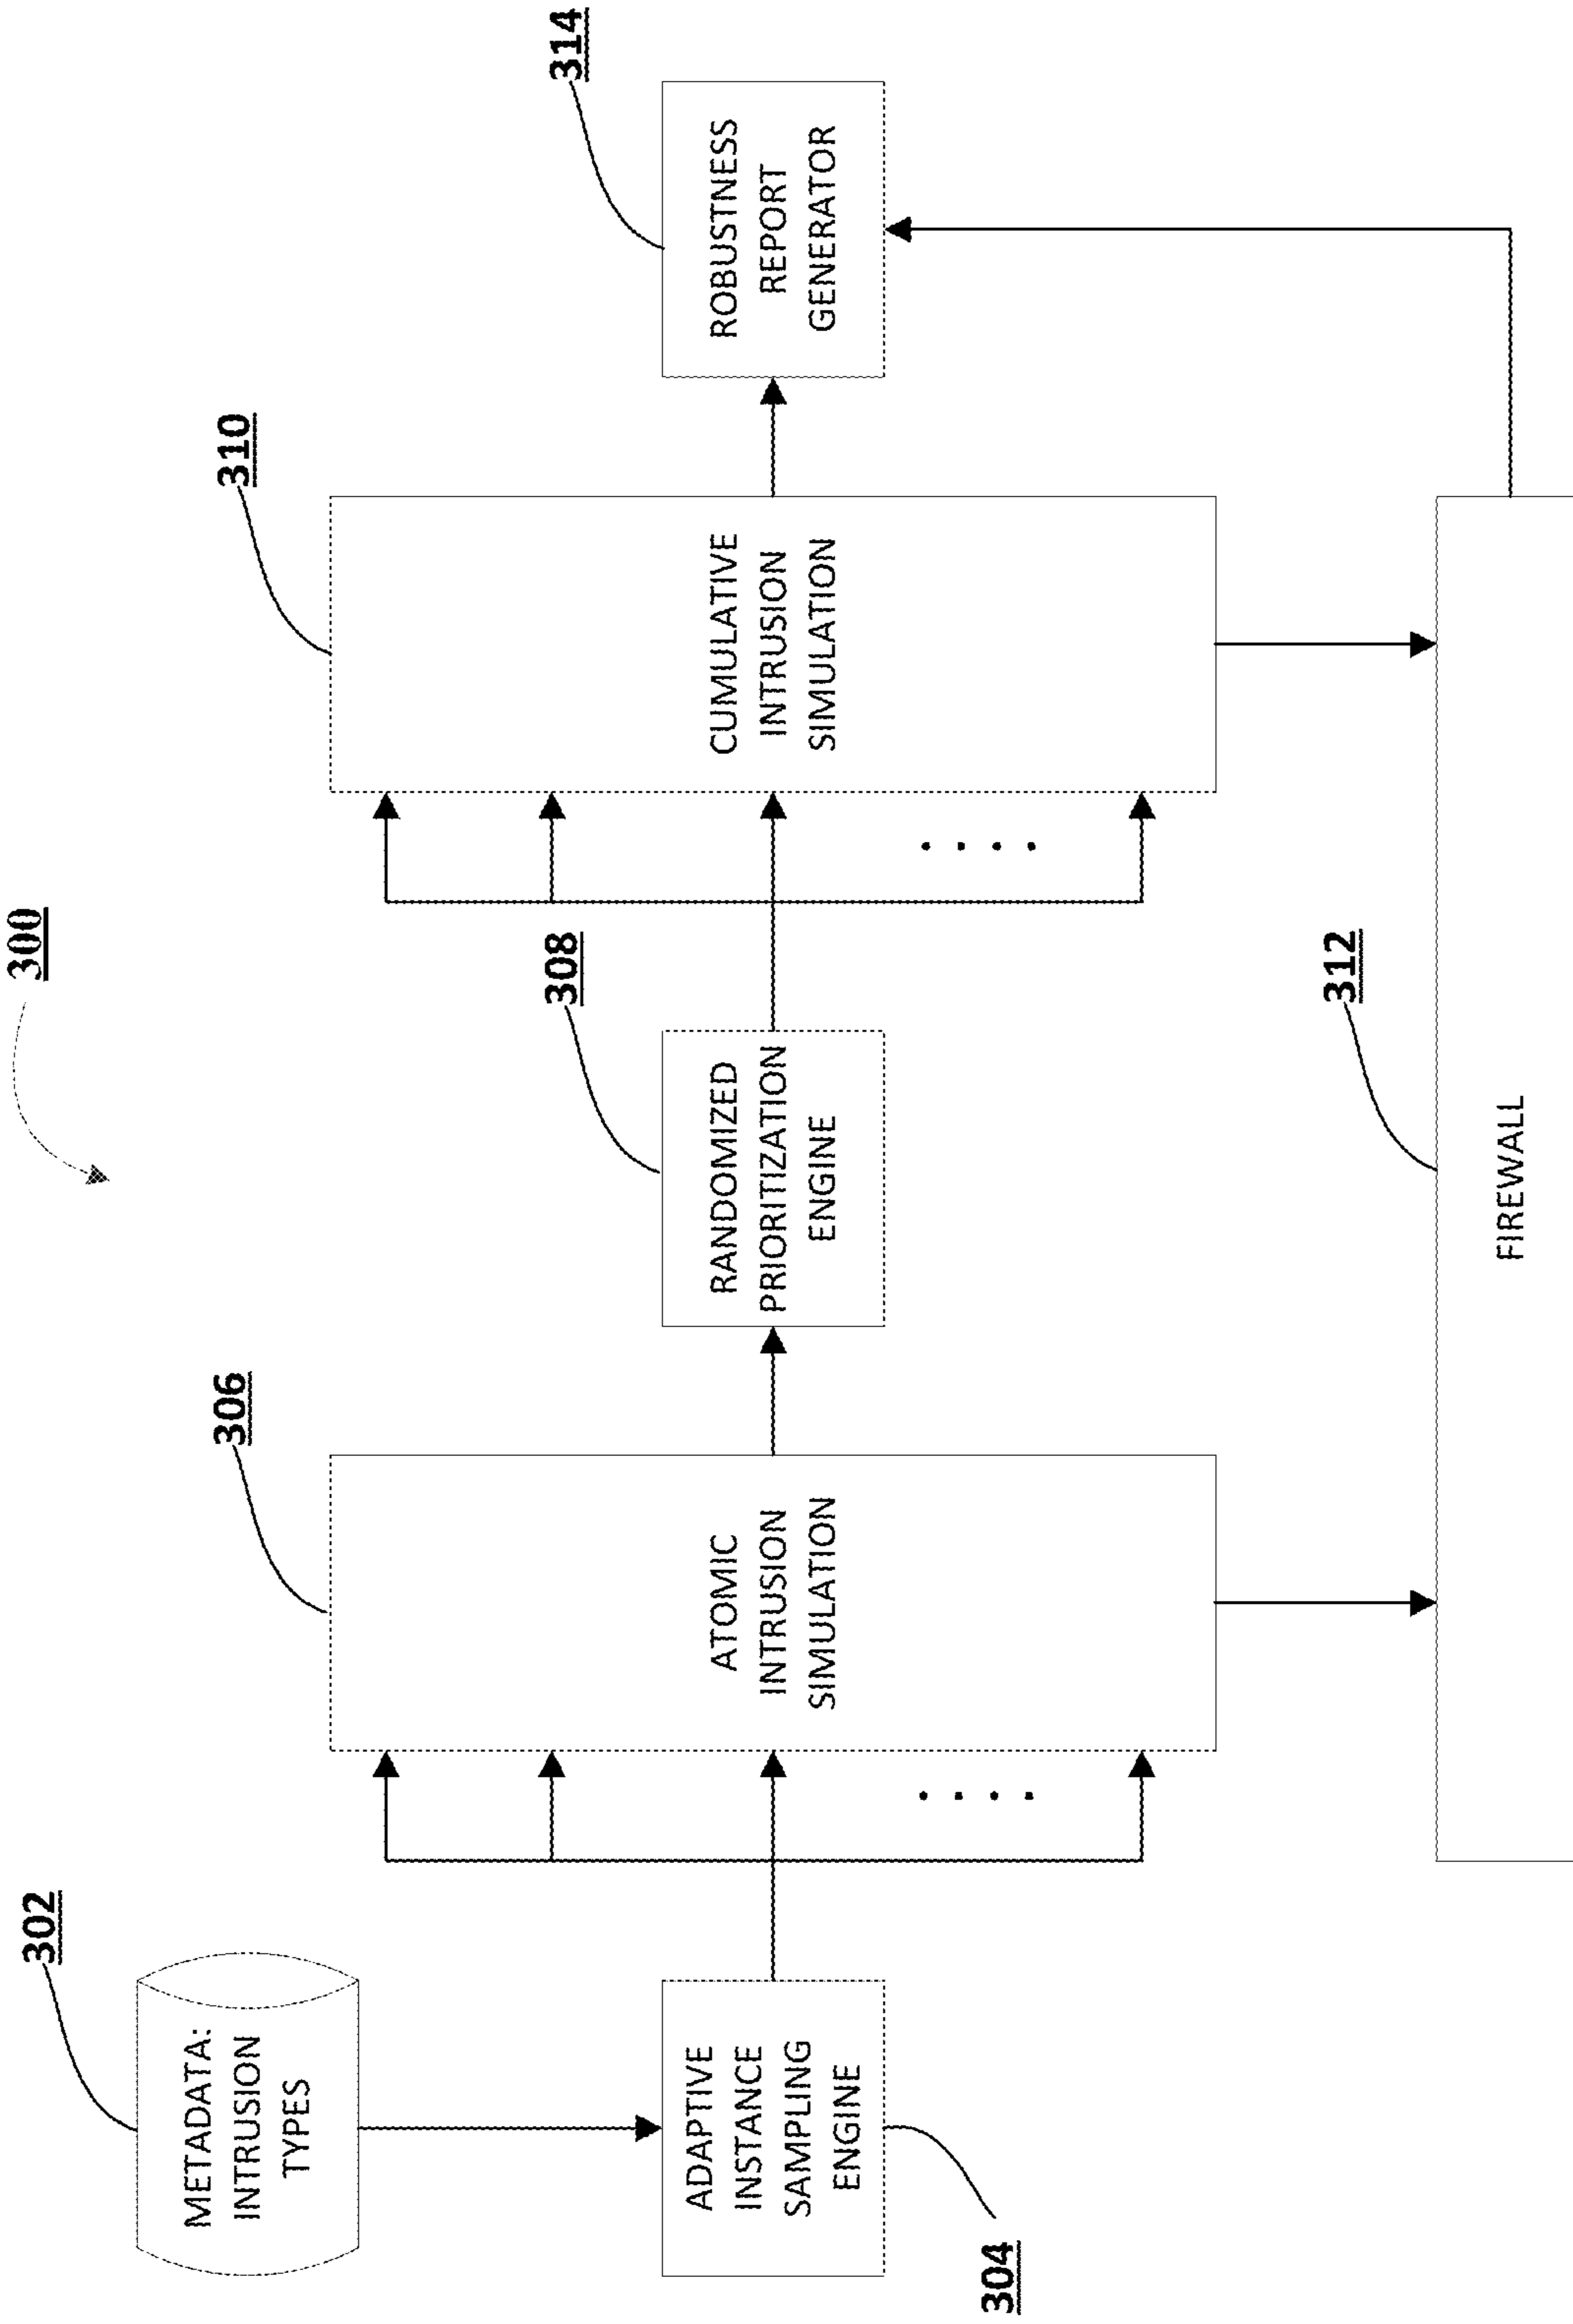 300
302
METADATA:
INTRUSION
TYPES
304
ADAPTIVE
INSTANCE
SAMPLING
ENGINE
306
ATOMIC
INTRUSION
SIMULATION
308
RANDOMIZED
PRIORITIZATION
ENGINE
310
CUMULATIVE
INTRUSION
SIMULATION
314
ROBUSTNESS
REPORT
GENERATOR
312
FIREWALL